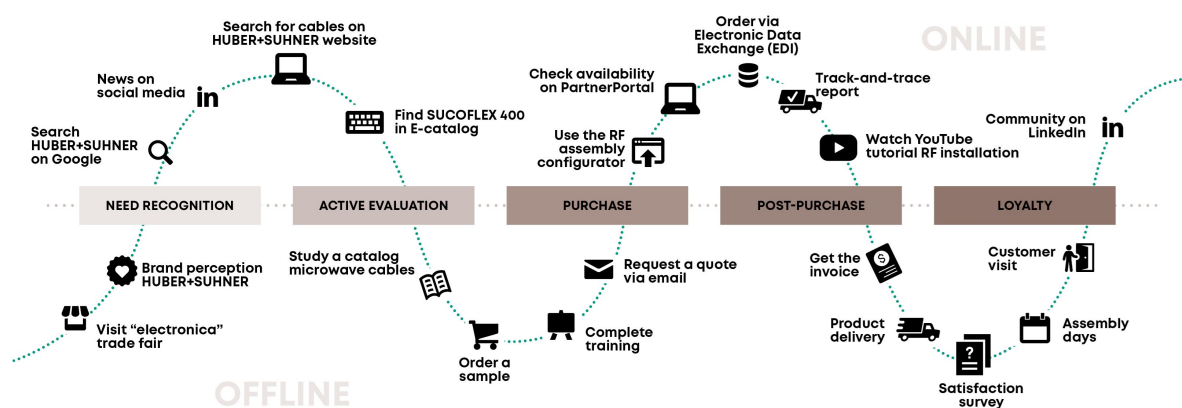 ONLINE
Search for cables on
HUBER+SUHNER website
News on
social media
in
Search
HUBER+SUHNER
on Google
Find SUCOFLEX 400
in E-catalog
Order via
Electronic Data
Exchange (EDI)
Check availability
on PartnerPortal
Use the RF
assembly
configurator
Track-and-trace
report
Watch YouTube
tutorial RF installation
Community on
LinkedIn
in
NEED RECOGNITION
ACTIVE EVALUATION
PURCHASE
POST-PURCHASE
LOYALTY
Brand perception
HUBER+SUHNER
Visit “electronica”
trade fair
Study a catalog
microwave cables
Order a
sample
Complete
training
Request a quote
via email
Get the
invoice
$
Product
delivery
?
Satisfaction
survey
Assembly
days
Customer
visit
OFFLINE